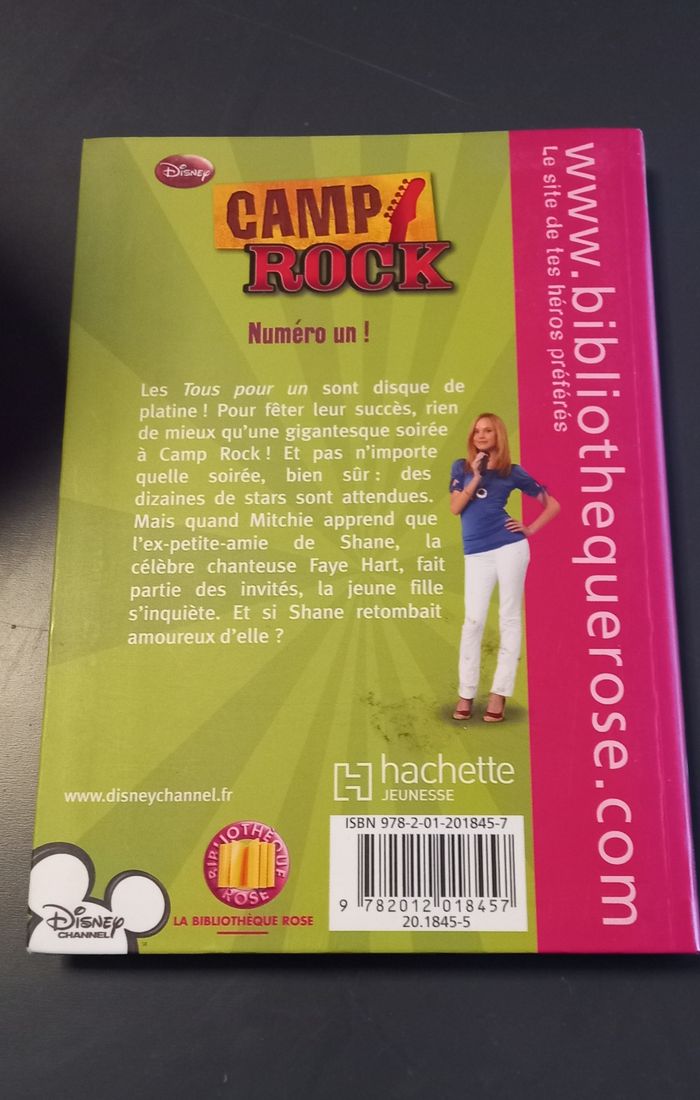 Disney
CAMP
ROCK
Numéro un !
Les Tous pour un sont disque de
platine ! Pour fêter leur succès, rien
de mieux qu'une gigantesque soirée
à Camp Rock ! Et pas n'importe
quelle soirée, bien sûr : des
dizaines de stars sont attendues.
Mais quand Mitchie apprend que
l'ex-petite-amie de Shane, la
célèbre chanteuse Faye Hart, fait
partie des invités, la jeune fille
s'inquiète. Et si Shane retombait
amoureux d'elle ?
www.disneychannel.fr
hachette
JEUNESSE
ISBN 978-2-01-201845-7
9 782012 018457
20.1845-5
BIBLIOTHÈQUE
ROSE
LA BIBLIOTHÈQUE ROSE
Disney
CHANNEL
www.bibliothequerose.com
Le site de tes héros préférés